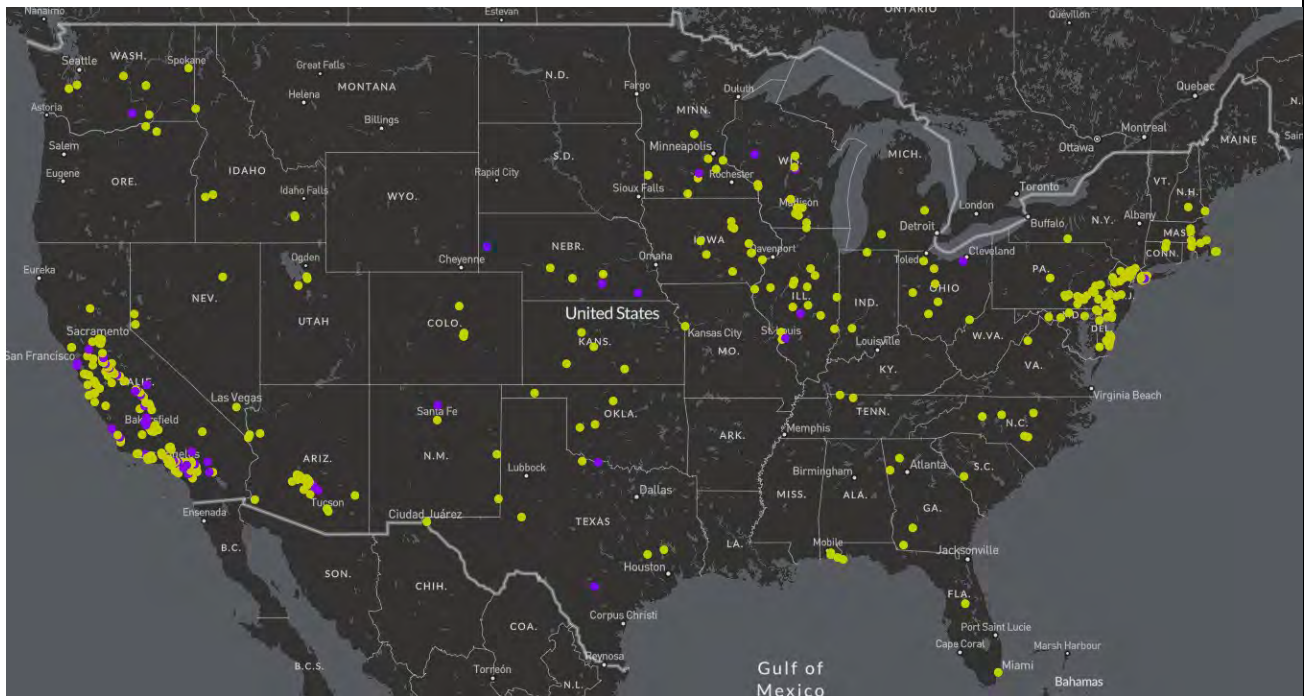 Nanaimo
Estevan
ONTARIO
Quévillon
WASH.
Spokane
Seattle
Great Falls
N.D.
Duluth
Quebec
Helena
MONTANA
Fargo
MINN.
Astoria
Montreal
Billings
Ottawa
MAINE
Salem
Minneapolis
Eugene
ORE.
IDAHO
S.D.
Rapid City
Rochester
MICH.
Toronto
VT.
N.H.
Idaho Falls
WYO.
Sioux Falls
Madison
London
Buffalo
N.Y.
Albany
Detroit
MAS
IOWA
Davenport
Toledo
Cleveland
CONN.
Eureka
Ogden
Cheyenne
NEBR.
Omaha
PA.
NEV.
UTAH
United States
ILL.
IND.
OHIO
Sacramento
COLO.
Kansas City
St Louis
W.VA.
DEL
San Francisco
KANS.
MO.
Louisville
VA.
KY.
Virginia Beach
Las Vegas
Santa Fe
OKLA.
TENN.
N.C.
Memphis
ARIZ.
N.M.
Lubbock
ARK.
Birmingham
Atlanta
S.C.
Tucson
Dallas
MISS.
ALA.
GA.
Ensenada
Ciudad Juárez
TEXAS
LA.
Mobile
Jacksonville
B.C.
SON.
CHIH.
Houston
FLA.
COA.
Corpus Christi
Port Saint Lucie
B.C.S.
Cape Coral
Marsh Harbour
Torreón
Reynosa
N.L.
Gulf of
Mexico
Miami
Bahamas